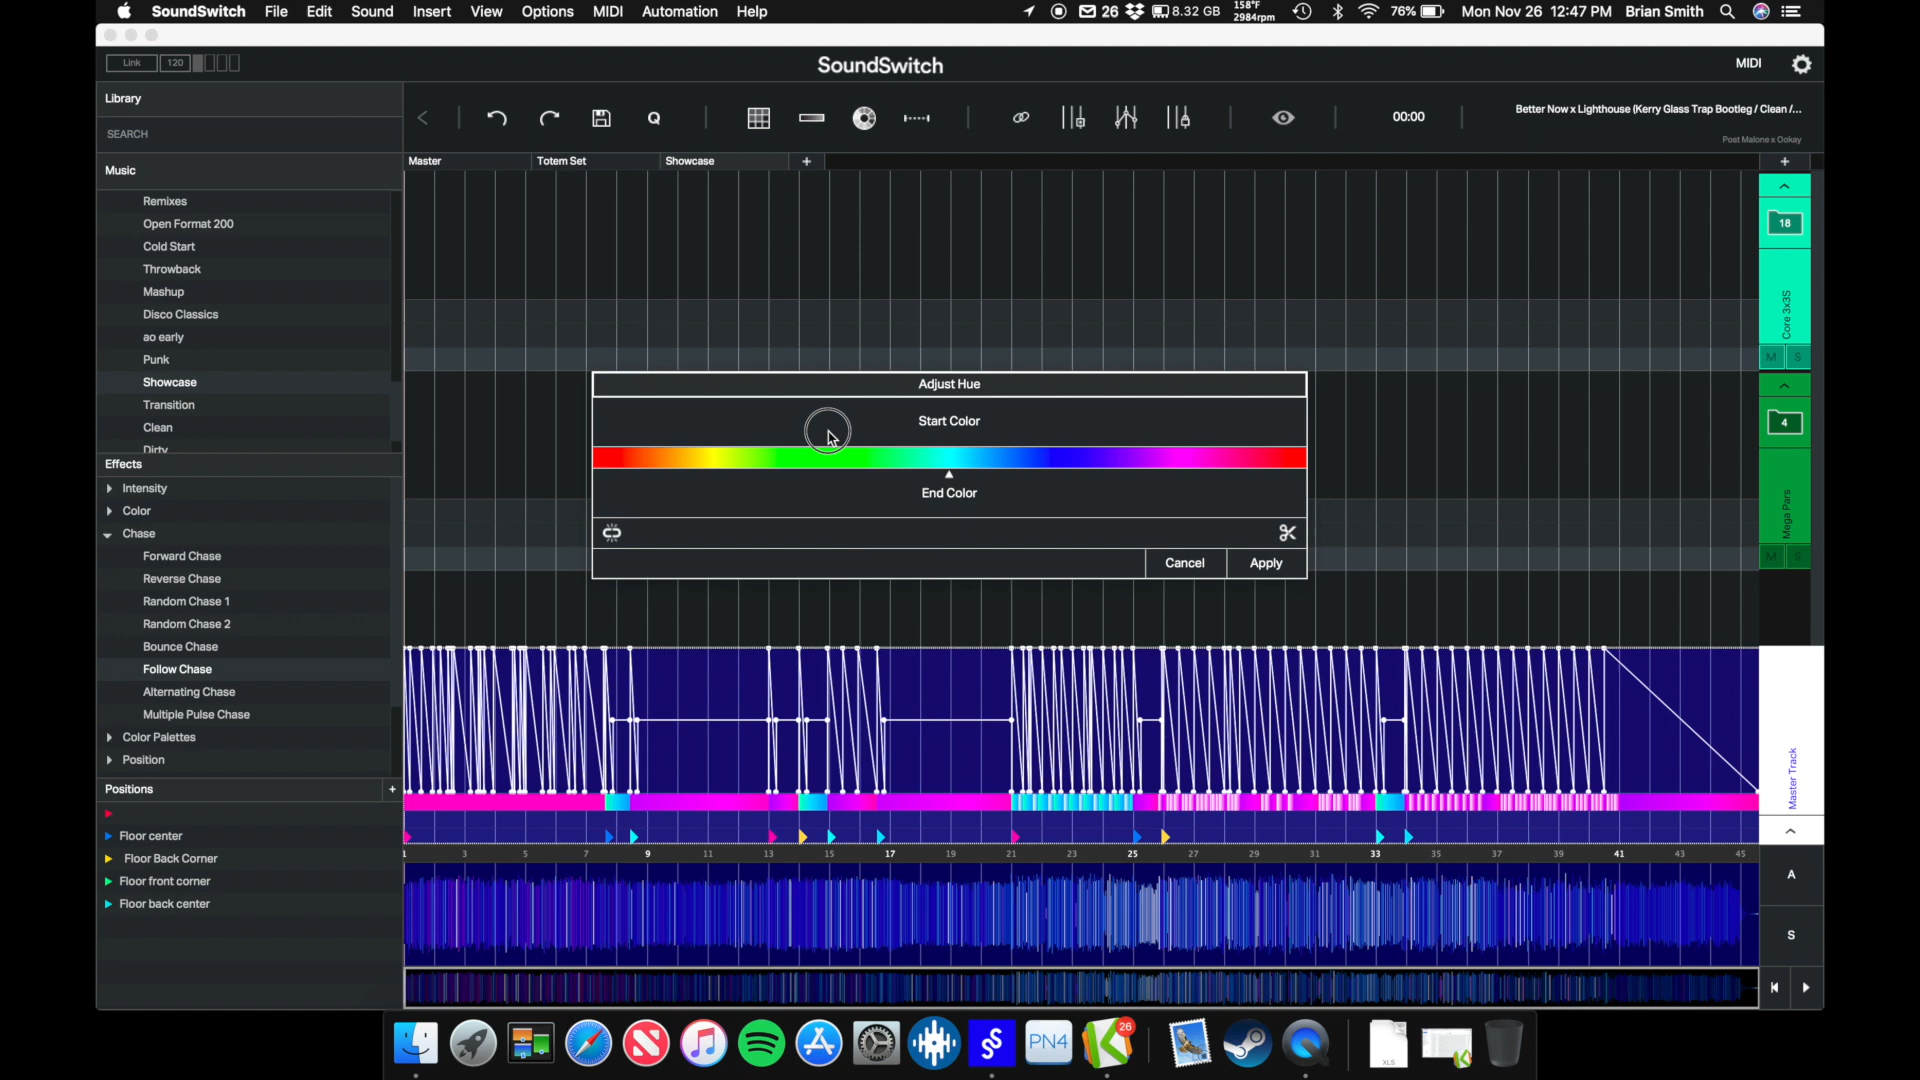 SoundSwitch File Edit Sound Insert View Options MIDI Automation Help 26 8.32 GB 158°F 2984rpm 76% Mon Nov 26 12:47 PM Brian Smith
Link 120 SoundSwitch MIDI
Library
SEARCH
Q 00:00 Better Now x Lighthouse (Kerry Glass Trap Bootleg / Clean /...
Post Malone x Ookay
Master Totem Set Showcase + +
Music
Remixes
Open Format 200
Cold Start
Throwback
Mashup
Disco Classics
ao early
Punk
Showcase
Transition
Clean
Dirty
18
Core 3x3S
M S
4
Mega Pars
M S
Adjust Hue
Start Color
End Color
Cancel Apply
Effects
Intensity
Color
Chase
Forward Chase
Reverse Chase
Random Chase 1
Random Chase 2
Bounce Chase
Follow Chase
Alternating Chase
Multiple Pulse Chase
Color Palettes
Position
Positions +
Floor center
Floor Back Corner
Floor front corner
Floor back center
Master Track
1 3 5 7 9 11 13 15 17 19 21 23 25 27 29 31 33 35 37 39 41 43 45
A
S
PN4 26 XLS